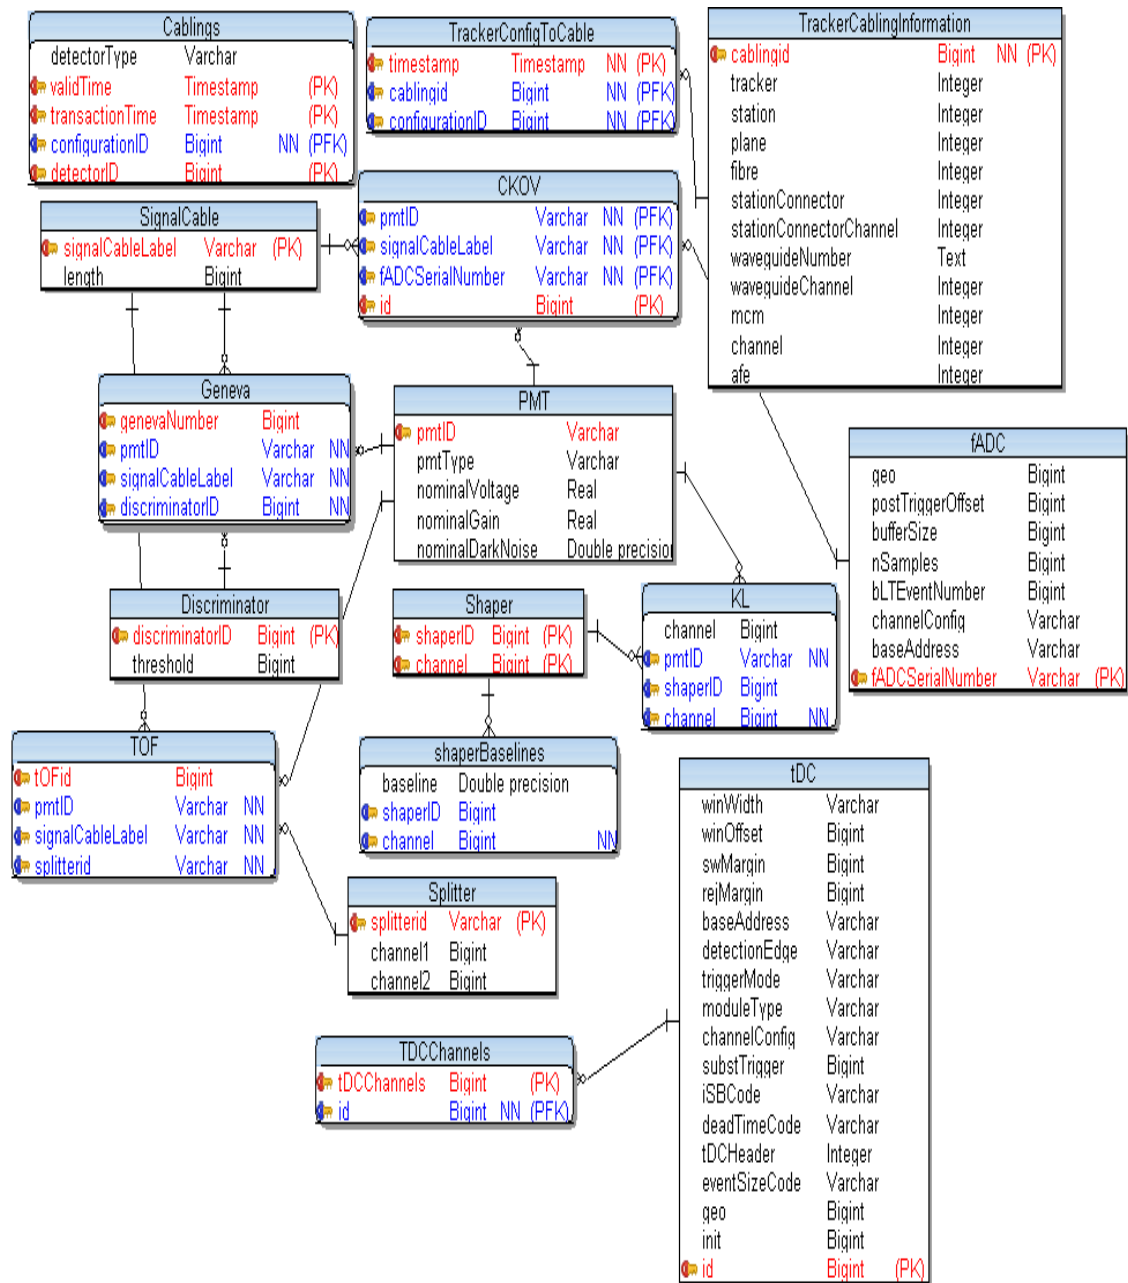 Cablings
detectorType Varchar
validTime Timestamp (PK)
transactionTime Timestamp (PK)
configurationID Bigint NN (PFK)
detectorID Bigint (PK)
TrackerConfigToCable
timestamp Timestamp NN (PK)
cablingid Bigint NN (PFK)
configurationID Bigint NN (PFK)
TrackerCablingInformation
cablingid Bigint NN (PK)
tracker Integer
station Integer
plane Integer
fibre Integer
stationConnector Integer
stationConnectorChannel Integer
waveguideNumber Text
waveguideChannel Integer
mcm Integer
channel Integer
afe Integer
SignalCable
signalCableLabel Varchar (PK)
length Bigint
CKOV
pmtID Varchar NN (PFK)
signalCableLabel Varchar NN (PFK)
fADCSerialNumber Varchar NN (PFK)
id Bigint (PK)
Geneva
genevaNumber Bigint
pmtID Varchar NN
signalCableLabel Varchar NN
discriminatorID Bigint NN
PMT
pmtID Varchar
pmtType Varchar
nominalVoltage Real
nominalGain Real
nominalDarkNoise Double precision
fADC
geo Bigint
postTriggerOffset Bigint
bufferSize Bigint
nSamples Bigint
bLTEventNumber Bigint
channelConfig Varchar
baseAddress Varchar
fADCSerialNumber Varchar (PK)
Discriminator
discriminatorID Bigint (PK)
threshold Bigint
Shaper
shaperID Bigint (PK)
channel Bigint (PK)
KL
channel Bigint
pmtID Varchar NN
shaperID Bigint
channel Bigint NN
TOF
tOFid Bigint
pmtID Varchar NN
signalCableLabel Varchar NN
splitterid Varchar NN
shaperBaselines
baseline Double precision
shaperID Bigint
channel Bigint NN
tDC
winWidth Varchar
winOffset Bigint
swMargin Bigint
rejMargin Bigint
baseAddress Varchar
detectionEdge Varchar
triggerMode Varchar
moduleType Varchar
channelConfig Varchar
substTrigger Bigint
iSBCode Varchar
deadTimeCode Varchar
tDCHeader Integer
eventSizeCode Varchar
geo Bigint
init Bigint
id Bigint (PK)
Splitter
splitterid Varchar (PK)
channel1 Bigint
channel2 Bigint
TDCChannels
tDCChannels Bigint (PK)
id Bigint NN (PFK)